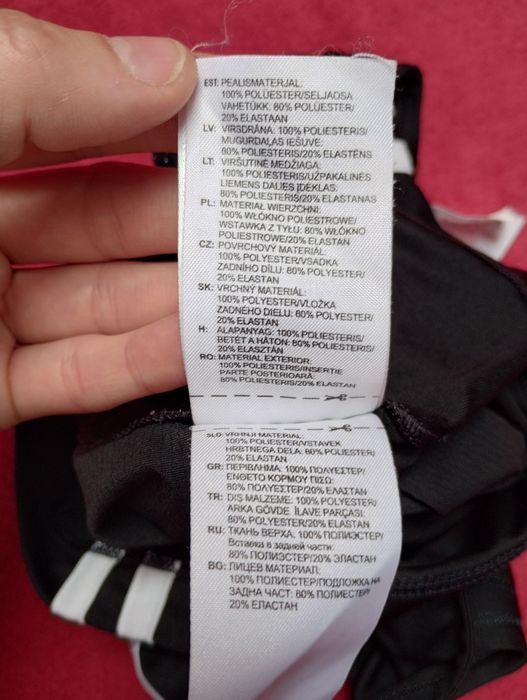 EST: PEALISMATERJAL:
100% POLÜESTER/SELJAOSA
VAHETÜKK: 80% POLÜESTER/
20% ELASTAAN
LV: VIRSDRĀNA: 100% POLIESTERIS/
MUGURDAĻAS IEŠUVE:
80% POLIESTERIS/20% ELASTĒNS
LT: VIRŠUTINĖ MEDŽIAGA:
100% POLIESTERIS/UŽPAKALINĖS
LIEMENS DALIES ĮDĖKLAS:
80% POLIESTERIS/20% ELASTANAS
PL: MATERIAŁ WIERZCHNI:
100% WŁÓKNO POLIESTROWE/
WSTAWKA Z TYŁU: 80% WŁÓKNO
POLIESTROWE/20% ELASTAN
CZ: POVRCHOVÝ MATERIÁL:
100% POLYESTER/VSADKA
ZADNÍHO DÍLU: 80% POLYESTER/
20% ELASTAN
SK: VRCHNÝ MATERIÁL:
100% POLYESTER/VLOŽKA
ZADNÉHO DIELU: 80% POLYESTER/
20% ELASTAN
H: ALAPANYAG: 100% POLIÉSZTER/
BETÉT A HÁTON: 80% POLIÉSZTER/
20% ELASZTÁN
RO: MATERIAL EXTERIOR:
100% POLIESTERIS/INSERȚIE
PARTE POSTERIOARĂ:
80% POLIESTERIS/20% ELASTAN
SLO: VRHNJI MATERIAL:
100% POLIESTER/VSTAVEK
HRBTNEGA DELA: 80% POLIESTER/
20% ELASTAN
GR: ΠΕΡΙΒΛΗΜΑ: 100% ΠΟΛΥΕΣΤΕΡ/
ΕΝΘΕΤΟ ΚΟΡΜΟΥ ΠΙΣΩ:
80% ΠΟΛΥΕΣΤΕΡ/20% ΕΛΑΣΤΑΝ
TR: DIŞ MALZEME: 100% POLYESTER/
ARKA GÖVDE İLAVE PARÇASI:
80% POLYESTER/20% ELASTAN
RU: ТКАНЬ ВЕРХА: 100% ПОЛИЭСТЕР/
Вставка в задней части:
80% ПОЛИЭСТЕР/20% ЭЛАСТАН
BG: ЛИЦЕВ МАТЕРИАЛ:
100% ПОЛИЕСТЕР/ПОДЛОЖКА НА
ЗАДНА ЧАСТ: 80% ПОЛИЕСТЕР/
20% ЕЛАСТАН